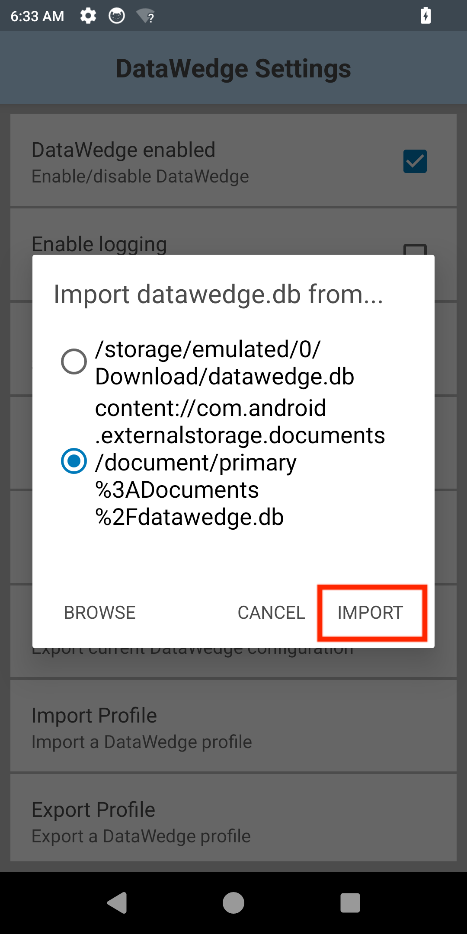 6:33 AM
DataWedge Settings
DataWedge enabled
Enable/disable DataWedge
Enable logging
Import datawedge.db from...
/storage/emulated/0/
Download/datawedge.db
content://com.android
.externalstorage.documents
/document/primary
%3ADocuments
%2Fdatawedge.db
BROWSE CANCEL IMPORT
Export current DataWedge configuration
Import Profile
Import a DataWedge profile
Export Profile
Export a DataWedge profile